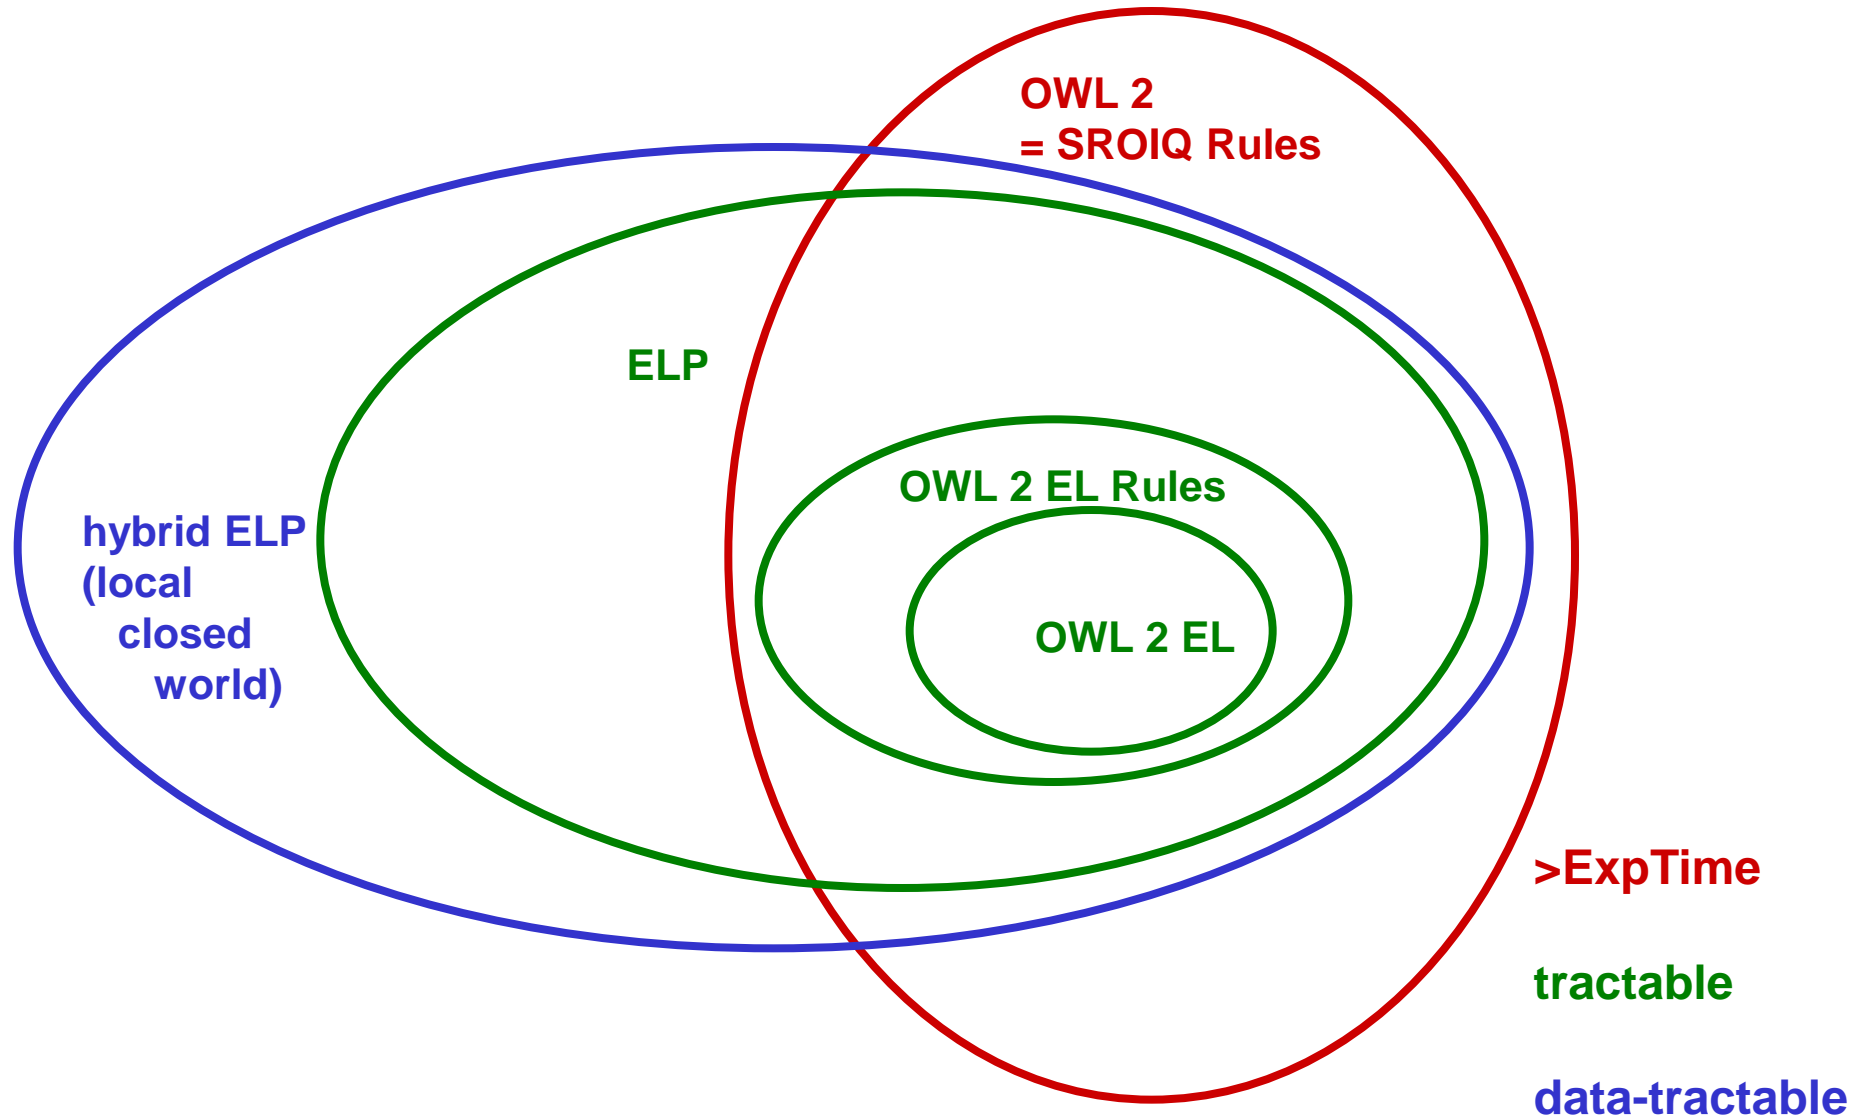 OWL 2
= SROIQ Rules
ELP
OWL 2 EL Rules
hybrid ELP
(local
closed
world)
OWL 2 EL
>ExpTime
tractable
data-tractable